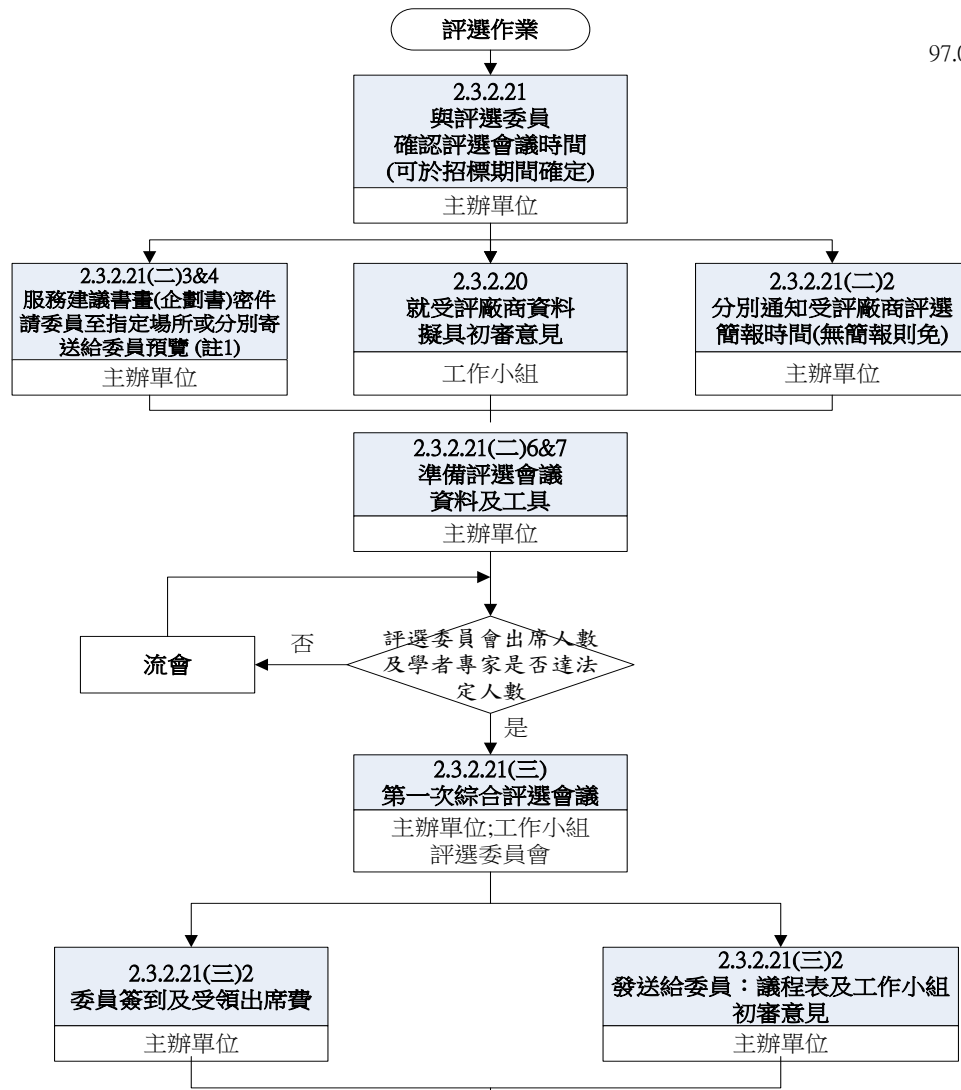 評選作業
97.0
2.3.2.21
與評選委員
確認評選會議時間
(可於招標期間確定)
主辦單位
2.3.2.21(二)3&4
服務建議書畫(企劃書)密件
請委員至指定場所或分別寄
送給委員預覽 (註1)
主辦單位
2.3.2.20
就受評廠商資料
擬具初審意見
工作小組
2.3.2.21(二)2
分別通知受評廠商評選
簡報時間(無簡報則免)
主辦單位
2.3.2.21(二)6&7
準備評選會議
資料及工具
主辦單位
評選委員會出席人數
及學者專家是否達法
定人數
否
流會
是
2.3.2.21(三)
第一次綜合評選會議
主辦單位;工作小組
評選委員會
2.3.2.21(三)2
委員簽到及受領出席費
主辦單位
2.3.2.21(三)2
發送給委員：議程表及工作小組
初審意見
主辦單位